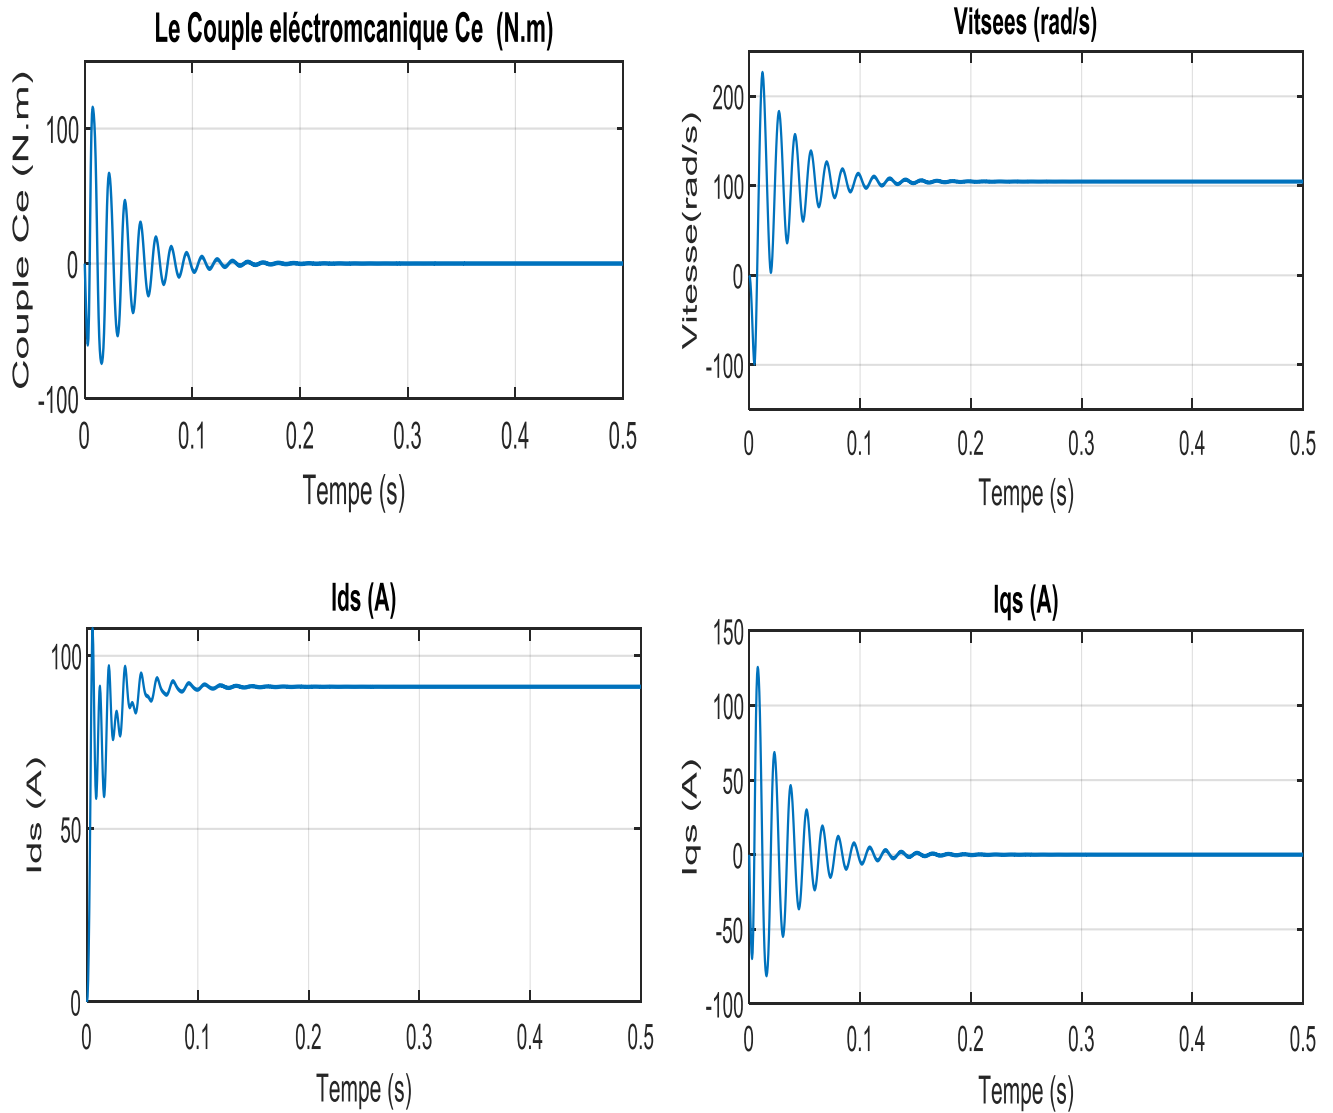 Le Couple eléctromcanique Ce (N.m)
Couple Ce (N.m)
100
0
-100
0 0.1 0.2 0.3 0.4 0.5
Tempe (s)
Vitsees (rad/s)
Vitesse(rad/s)
200
100
0
-100
0 0.1 0.2 0.3 0.4 0.5
Tempe (s)
Ids (A)
Ids (A)
100
50
0
0 0.1 0.2 0.3 0.4 0.5
Tempe (s)
Iqs (A)
Iqs (A)
150
100
50
0
-50
-100
0 0.1 0.2 0.3 0.4 0.5
Tempe (s)